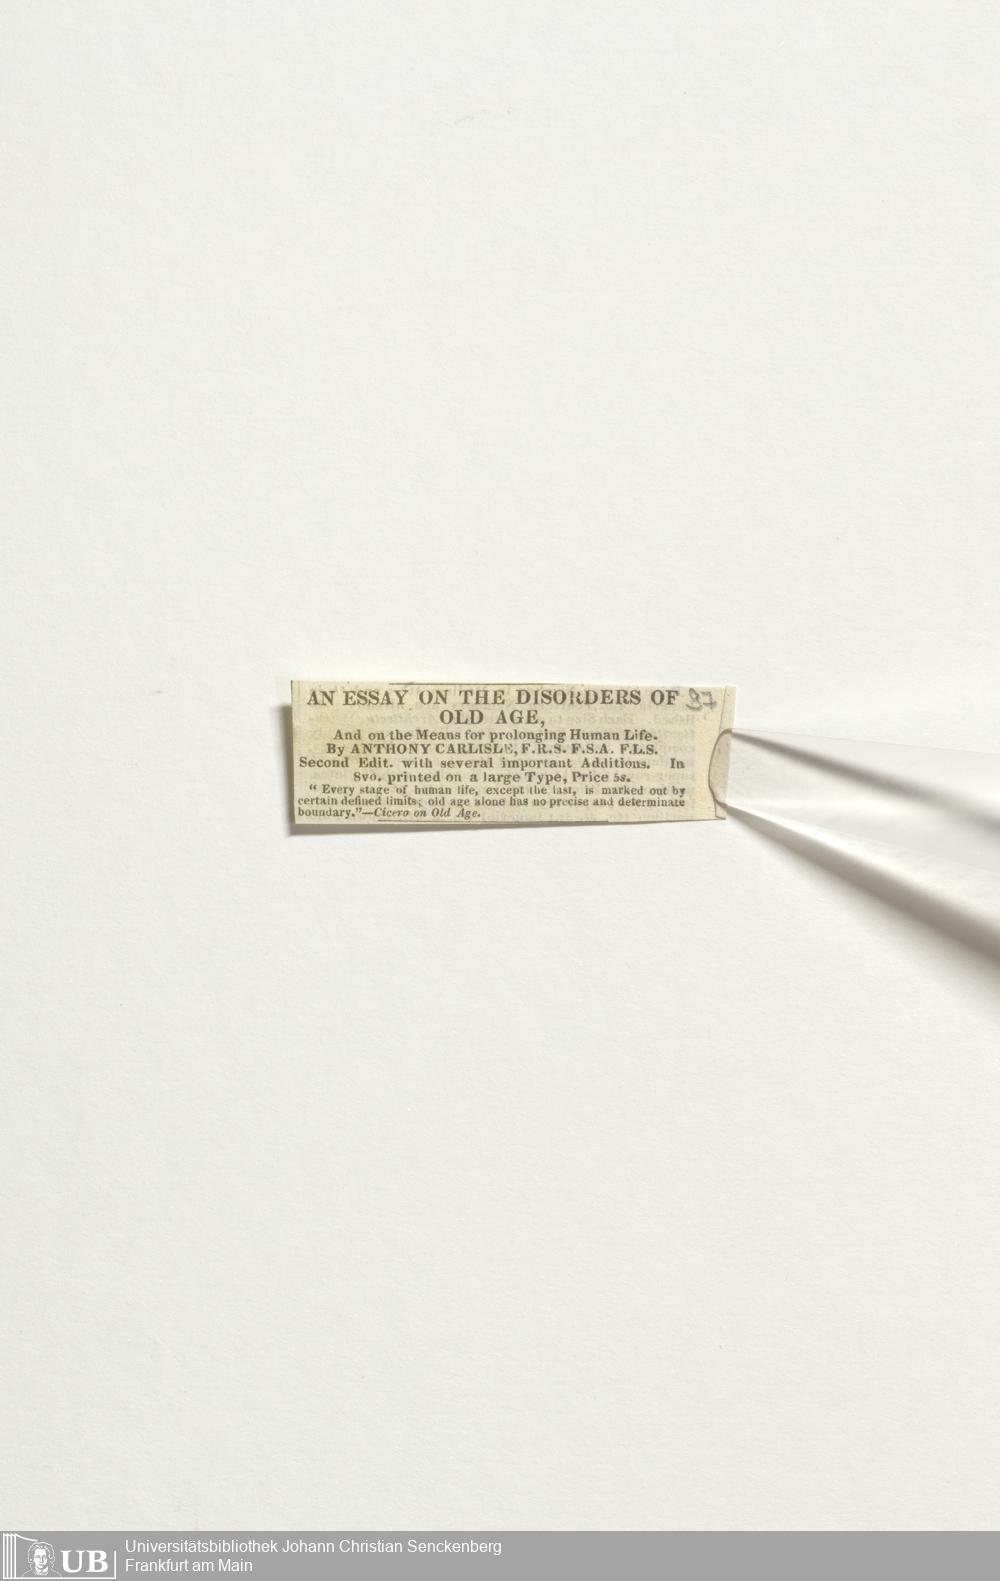 AN ESSAY ON THE DISORDERS OF 37
OLD AGE,
And on the Means for prolonging Human Life.
By ANTHONY CARLISLE, F.R.S. F.S.A. F.L.S.
Second Edit. with several important Additions. In
8vo. printed on a large Type, Price 5s.
“ Every stage of human life, except the last, is marked out by
certain defined limits; old age alone has no precise and determinate
boundary.”—Cicero on Old Age.
UB
Universitätsbibliothek Johann Christian Senckenberg
Frankfurt am Main